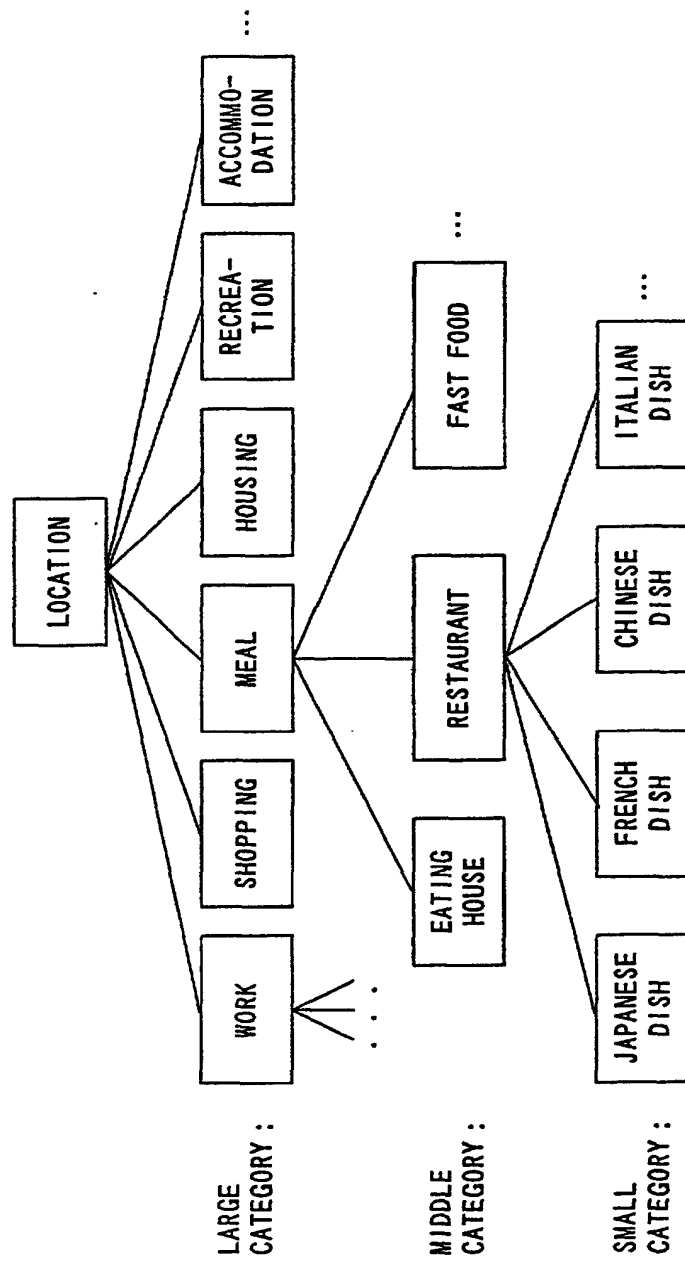 LOCATION
LARGE
CATEGORY:
WORK
SHOPPING
MEAL
HOUSING
RECREA-
TION
ACCOMMO-
DATION
...
...
MIDDLE
CATEGORY:
EATING
HOUSE
RESTAURANT
FAST FOOD
...
SMALL
CATEGORY:
JAPANESE
DISH
FRENCH
DISH
CHINESE
DISH
ITALIAN
DISH
...